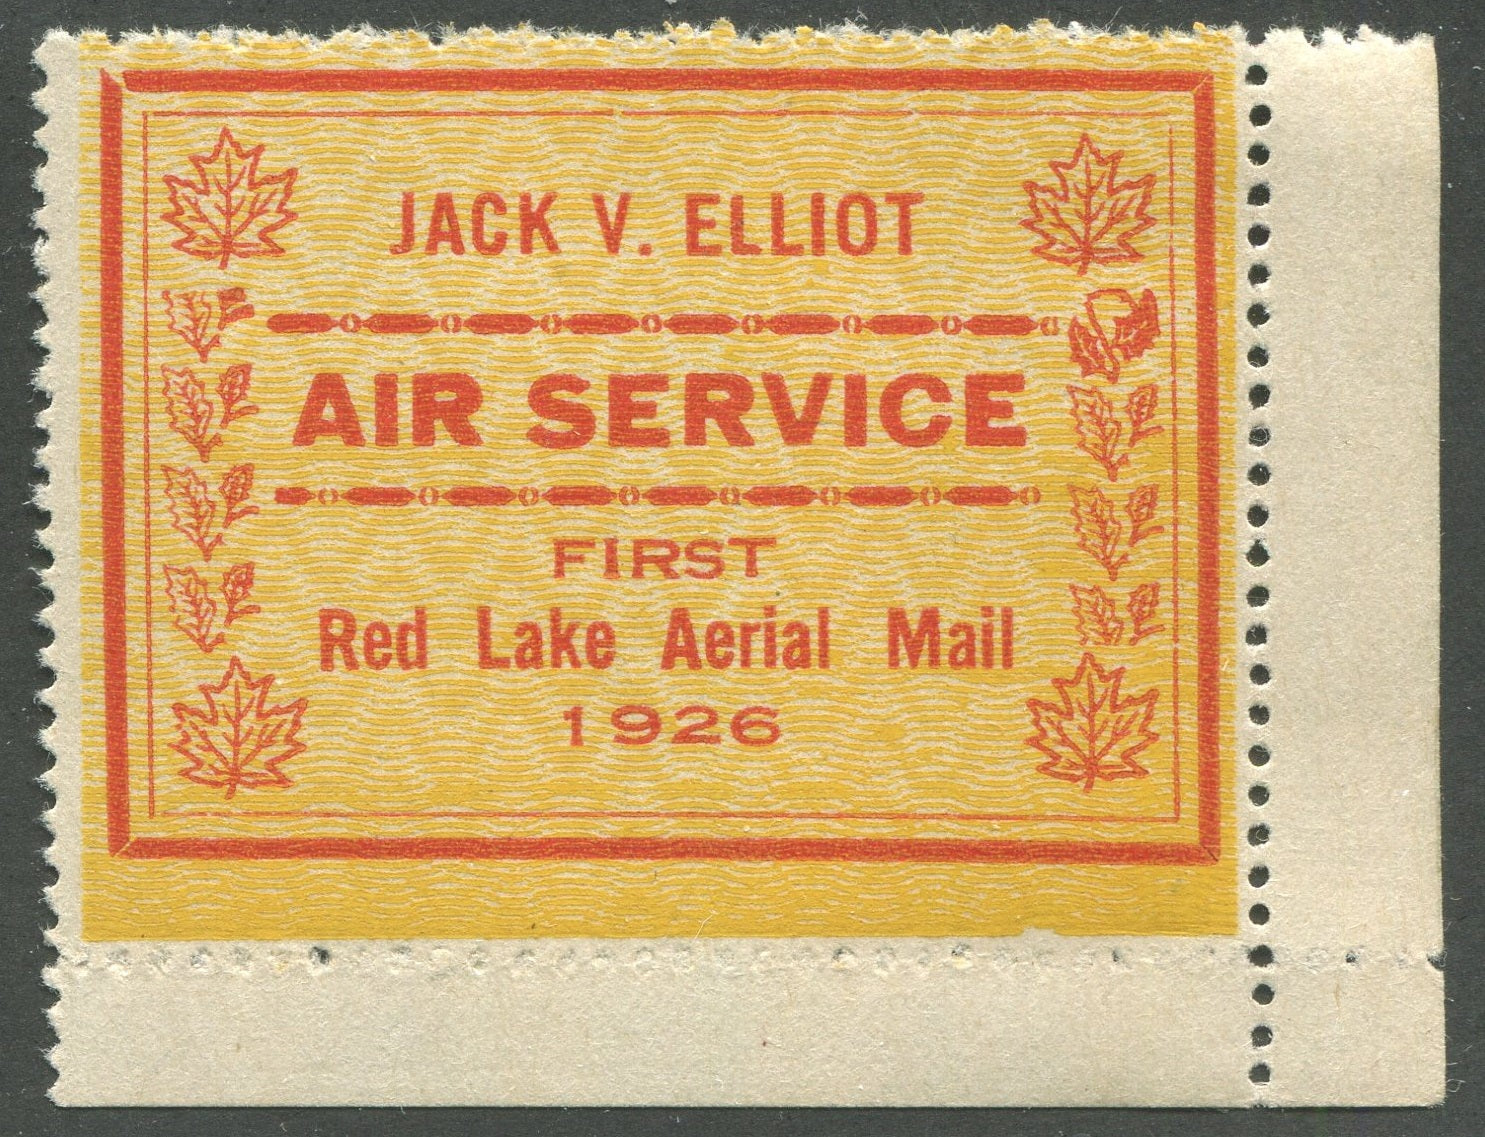 JACK V. ELLIOT
AIR SERVICE
FIRST
Red Lake Aerial Mail
1926